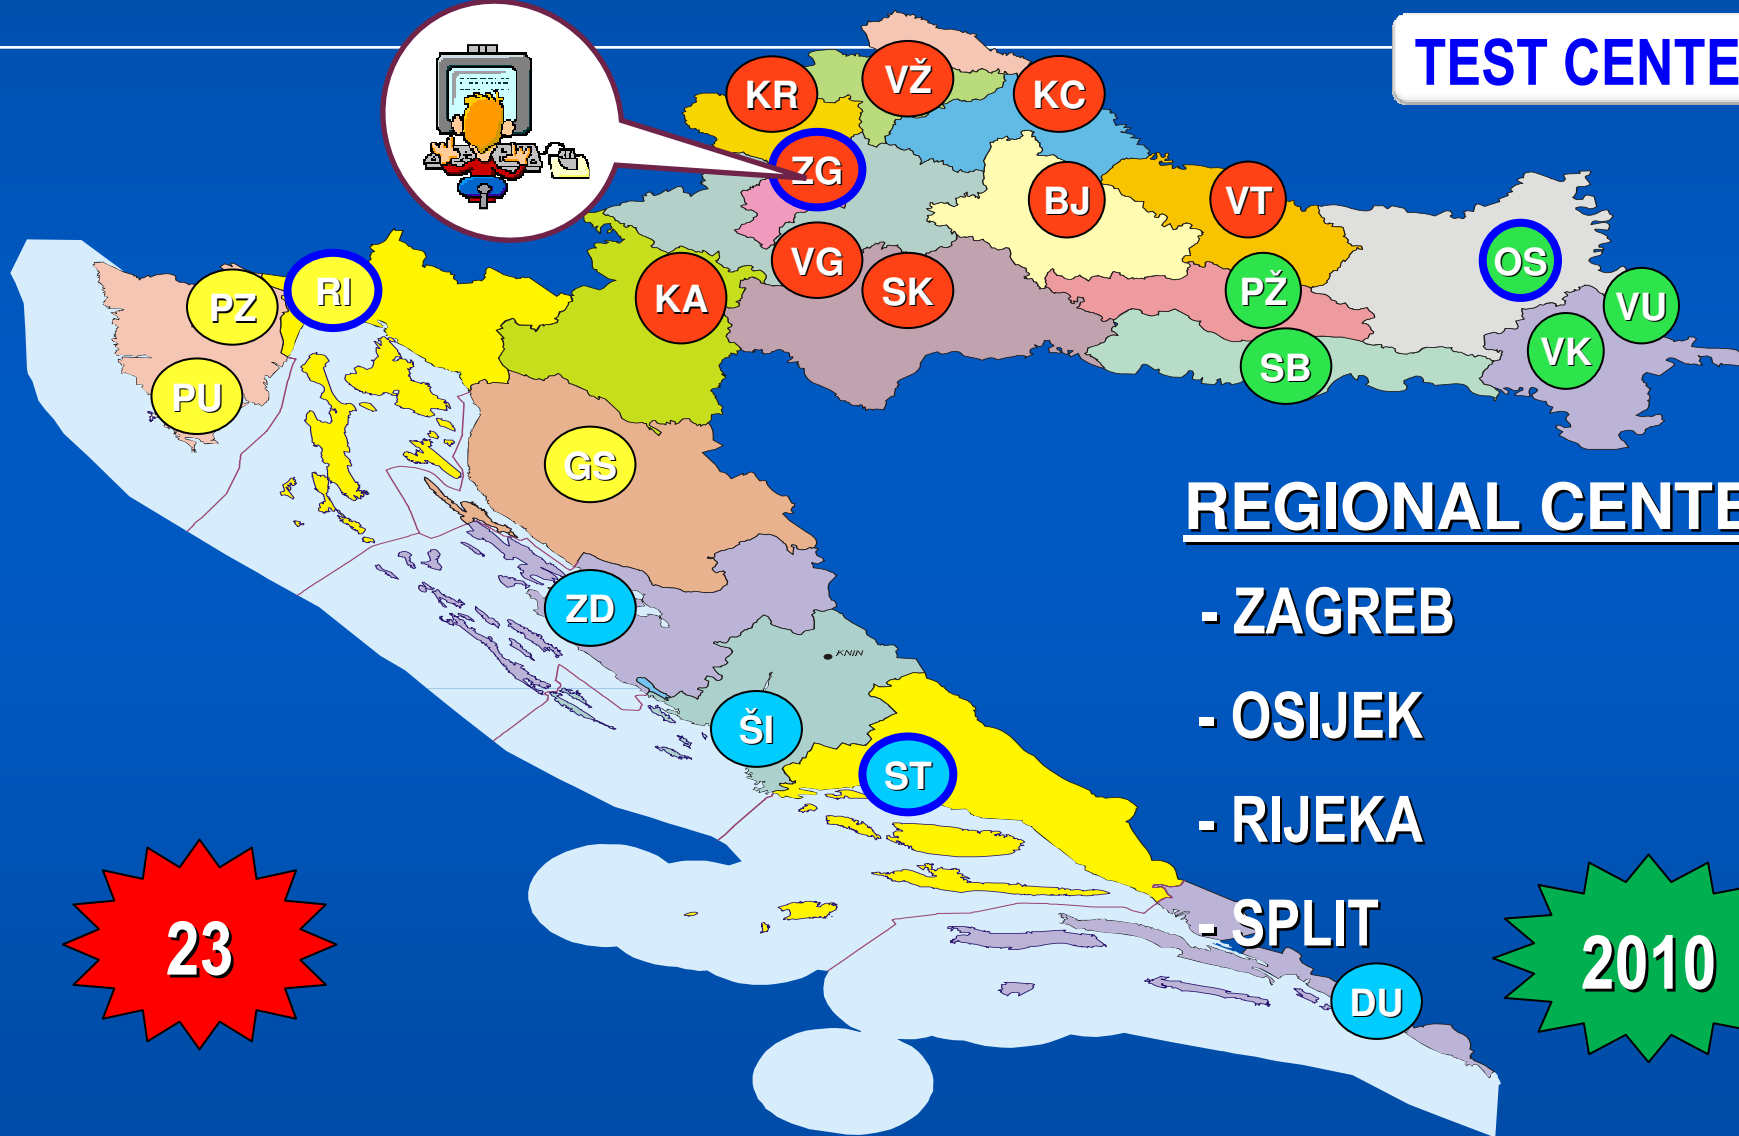 TEST CENTE
KR
VŽ
KC
ZG
BJ
VT
VG
OS
KA
SK
PŽ
VU
PZ
RI
VK
SB
PU
GS
REGIONAL CENTE
- ZAGREB
ZD
KNIN
- OSIJEK
ŠI
ST
- RIJEKA
- SPLIT
23
2010
DU